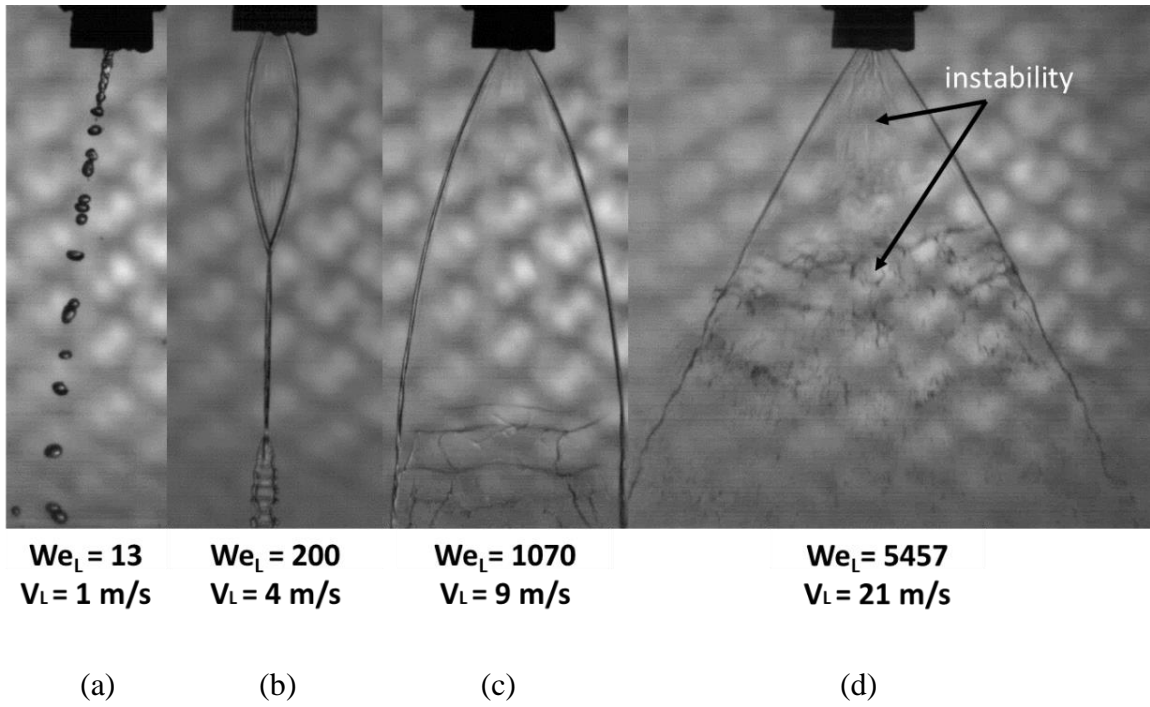 instability
We_L = 13
V_L = 1 m/s
We_L = 200
V_L = 4 m/s
We_L = 1070
V_L = 9 m/s
We_L = 5457
V_L = 21 m/s
(a)
(b)
(c)
(d)